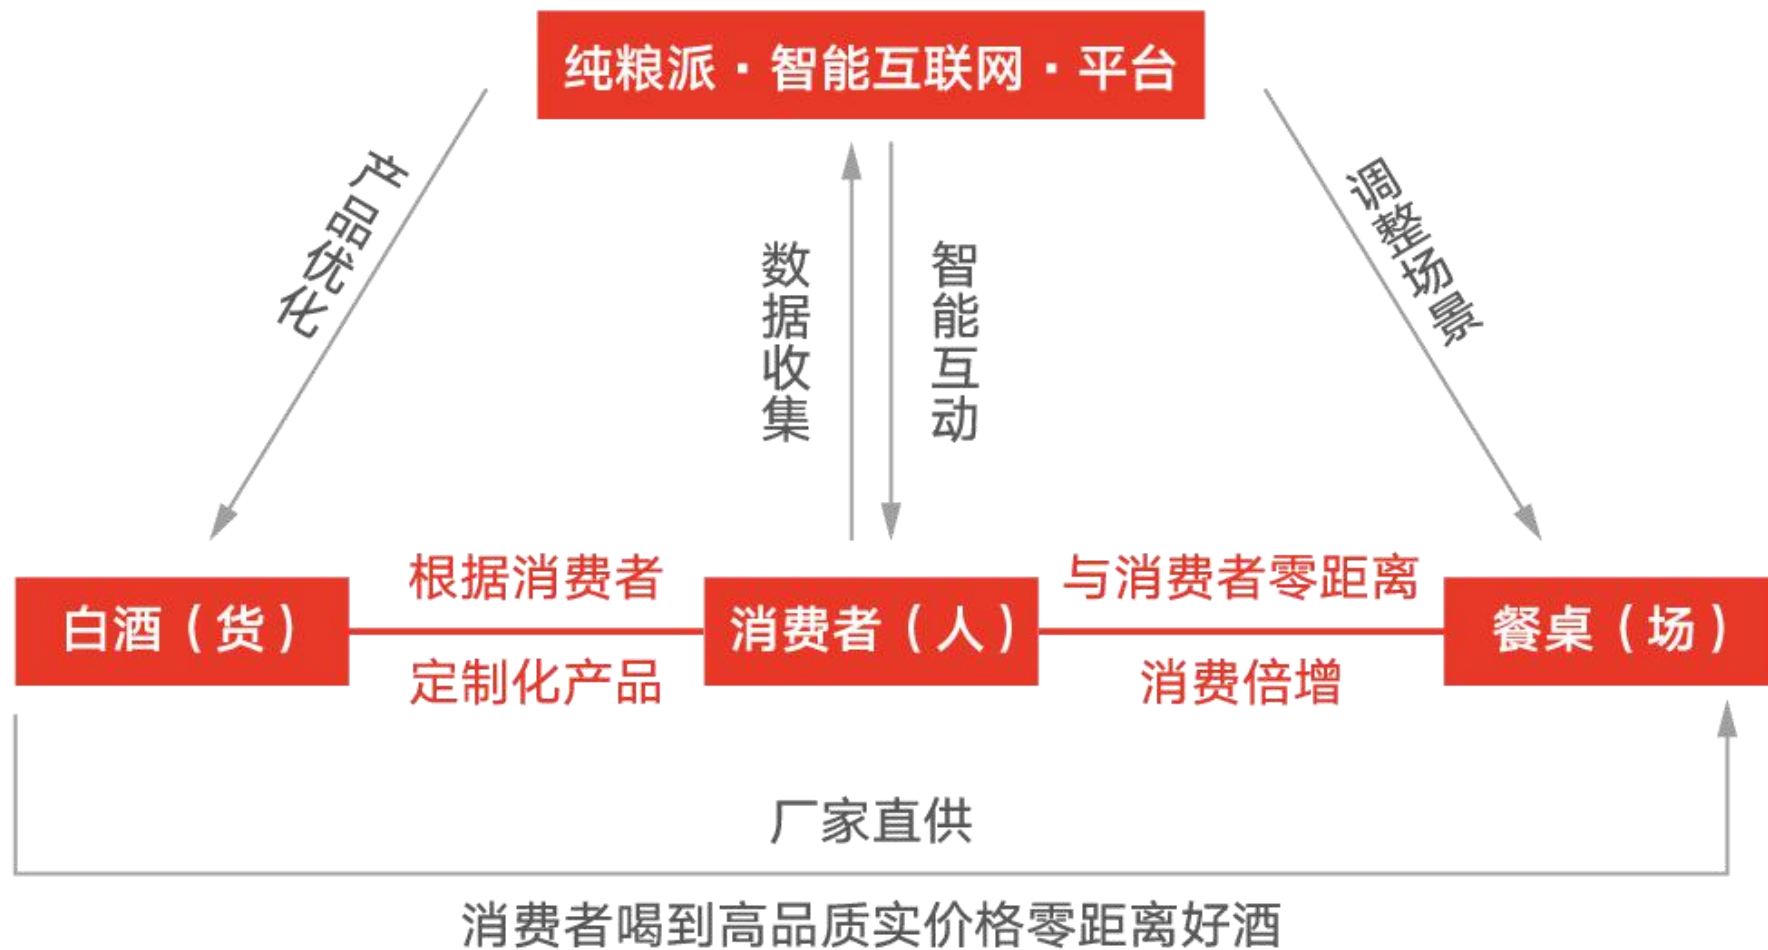 纯粮派·智能互联网·平台
产品优化
数据收集
智能互动
调整场景
根据消费者
与消费者零距离
白酒（货）
消费者（人）
餐桌（场）
定制化产品
消费倍增
厂家直供
消费者喝到高品质实价格零距离好酒